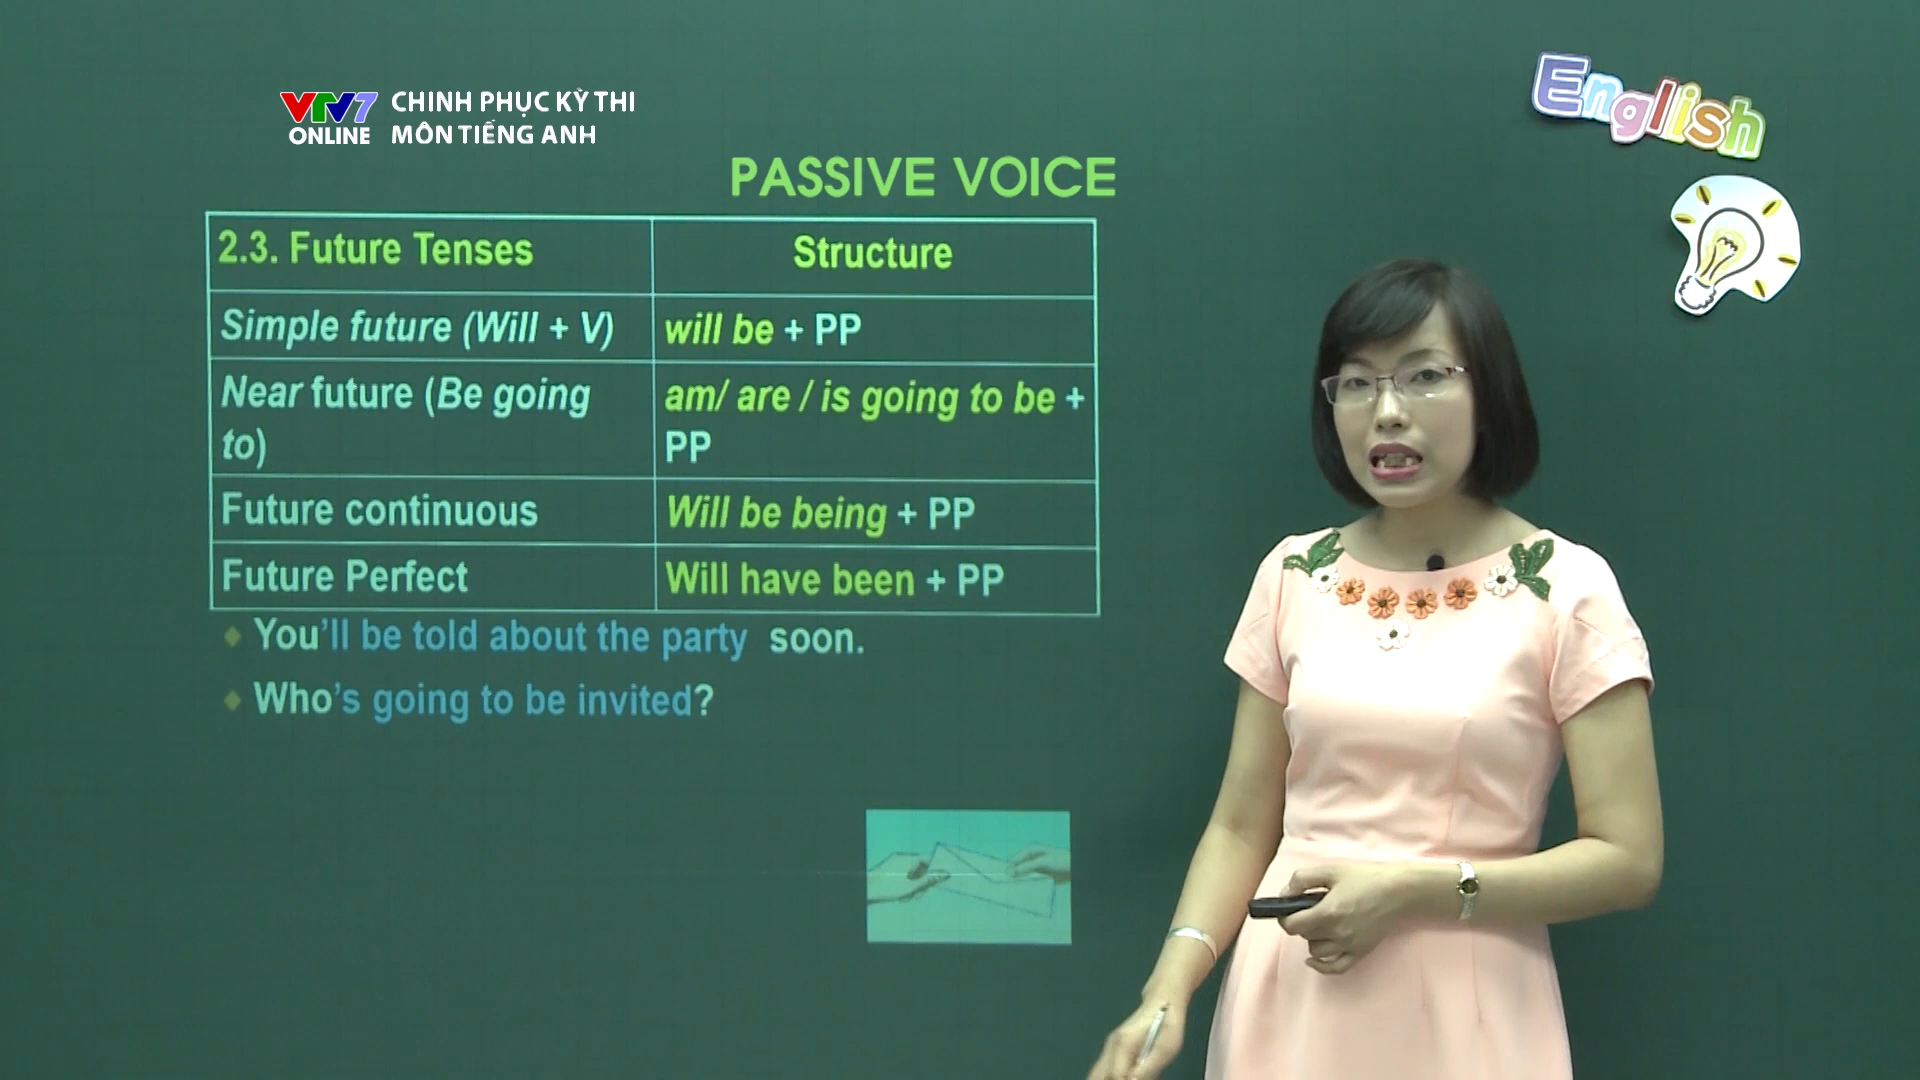 VTV7
ONLINE
CHINH PHỤC KỲ THI
MÔN TIẾNG ANH
English
PASSIVE VOICE
2.3. Future Tenses
Structure
Simple future (Will + V)
will be + PP
Near future (Be going
to)
am/ are / is going to be +
PP
Future continuous
Will be being + PP
Future Perfect
Will have been + PP
You'll be told about the party soon.
Who's going to be invited?